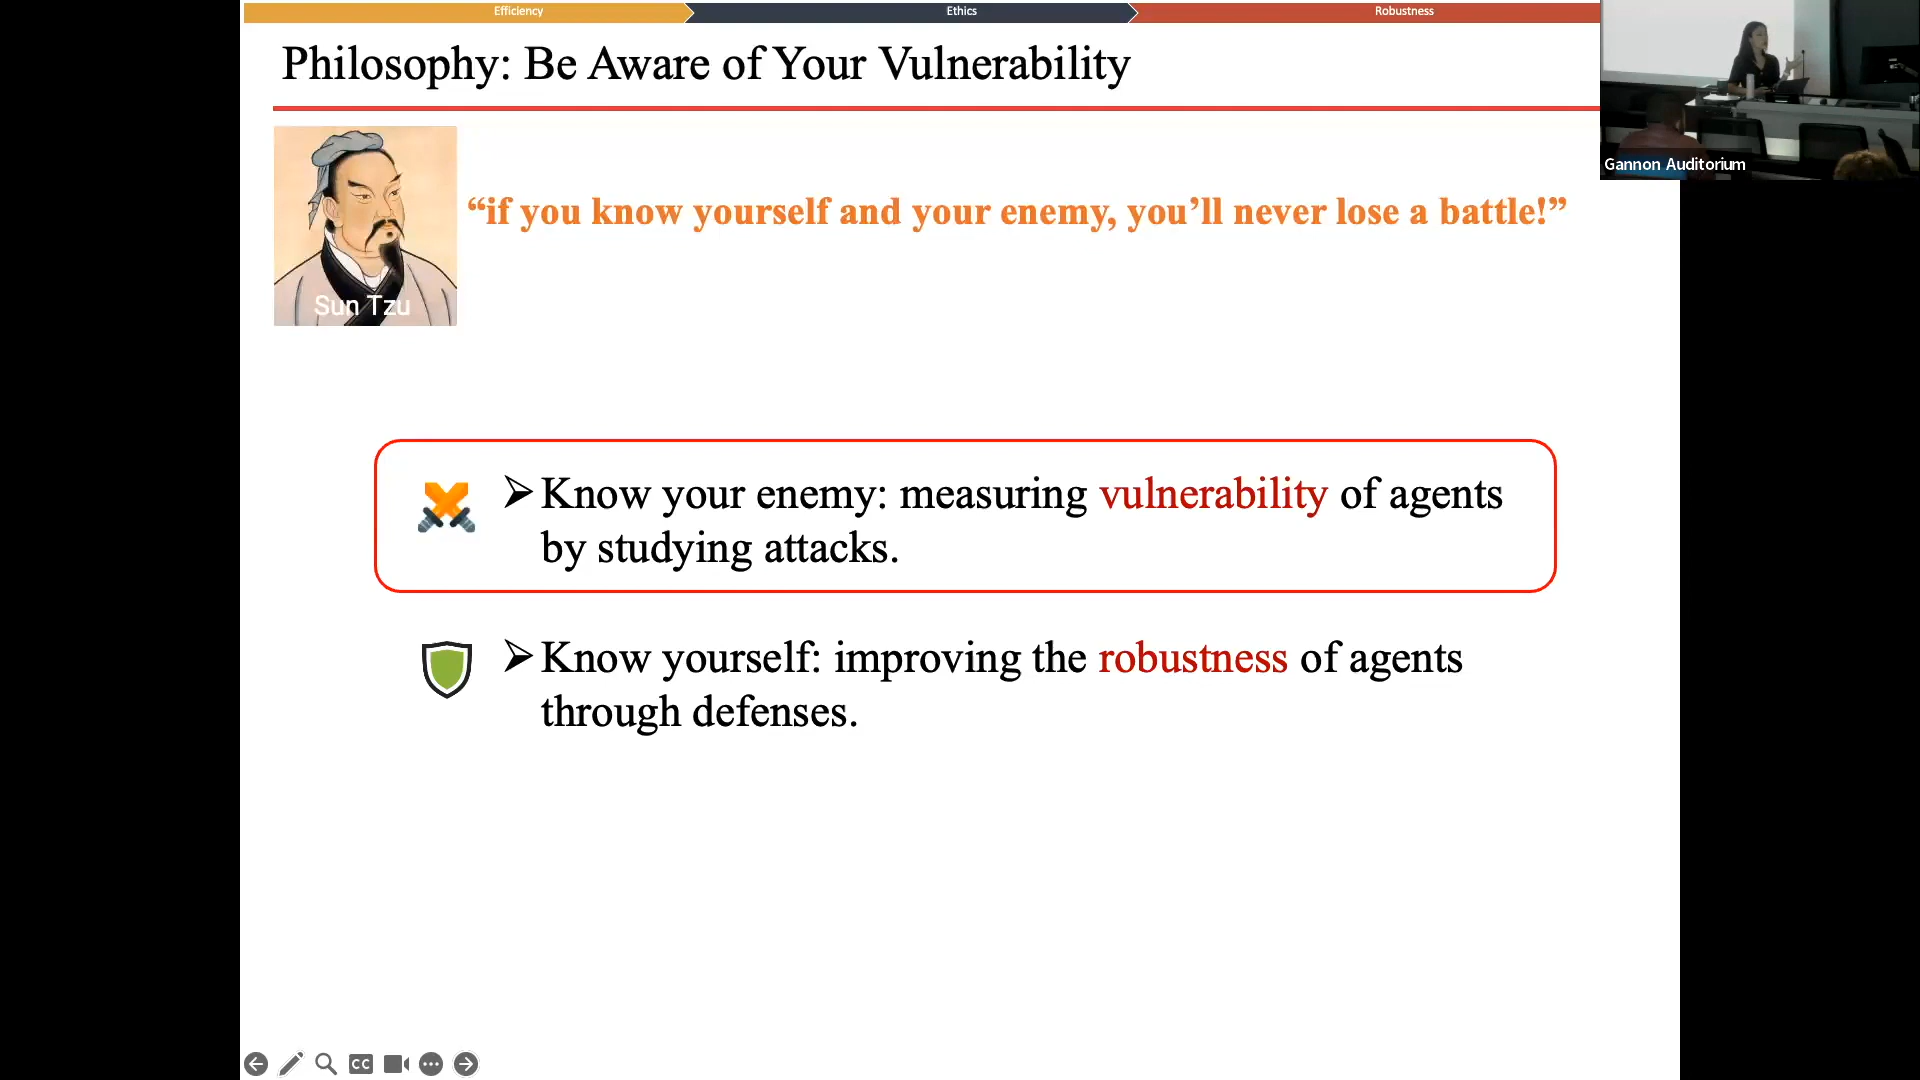 Efficiency
Ethics
Robustness
Philosophy: Be Aware of Your Vulnerability
Gannon Auditorium
“if you know yourself and your enemy, you’ll never lose a battle!”
Sun Tzu
➢ Know your enemy: measuring vulnerability of agents
by studying attacks.
➢ Know yourself: improving the robustness of agents
through defenses.
CC